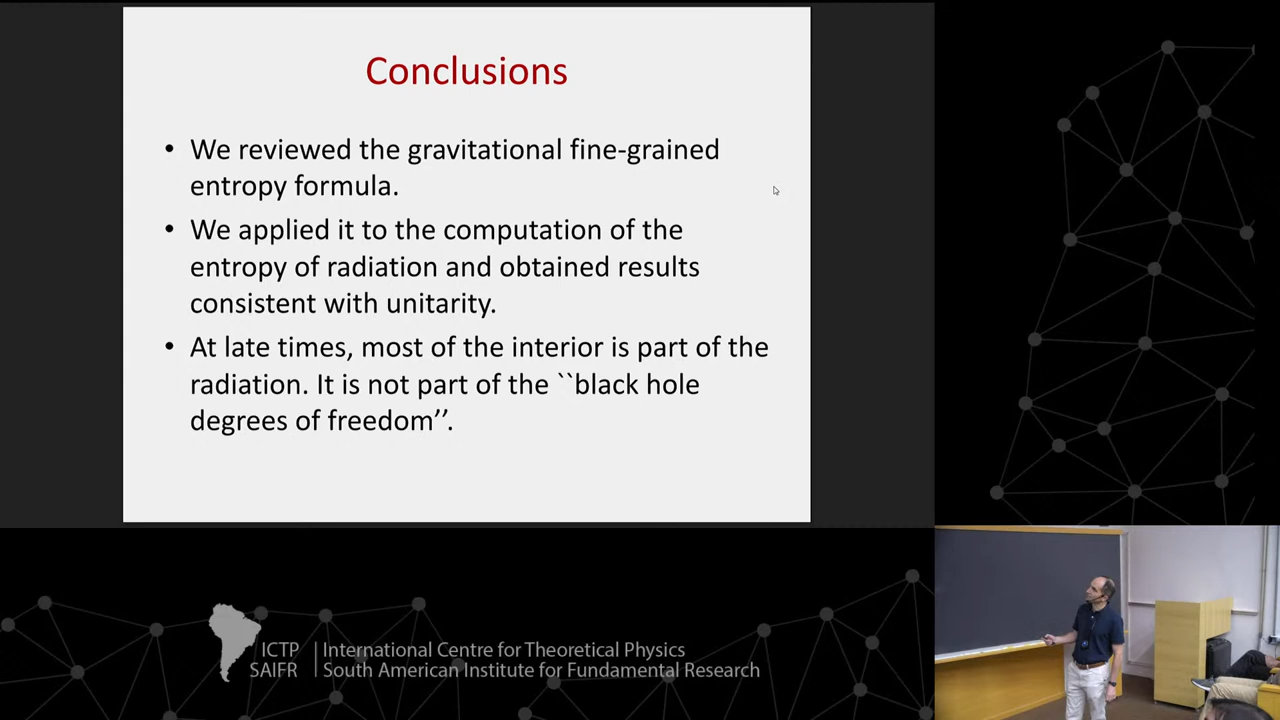 Conclusions
• We reviewed the gravitational fine-grained
entropy formula.
• We applied it to the computation of the
entropy of radiation and obtained results
consistent with unitarity.
• At late times, most of the interior is part of the
radiation. It is not part of the ``black hole
degrees of freedom’’.
ICTP
SAIFR
International Centre for Theoretical Physics
South American Institute for Fundamental Research